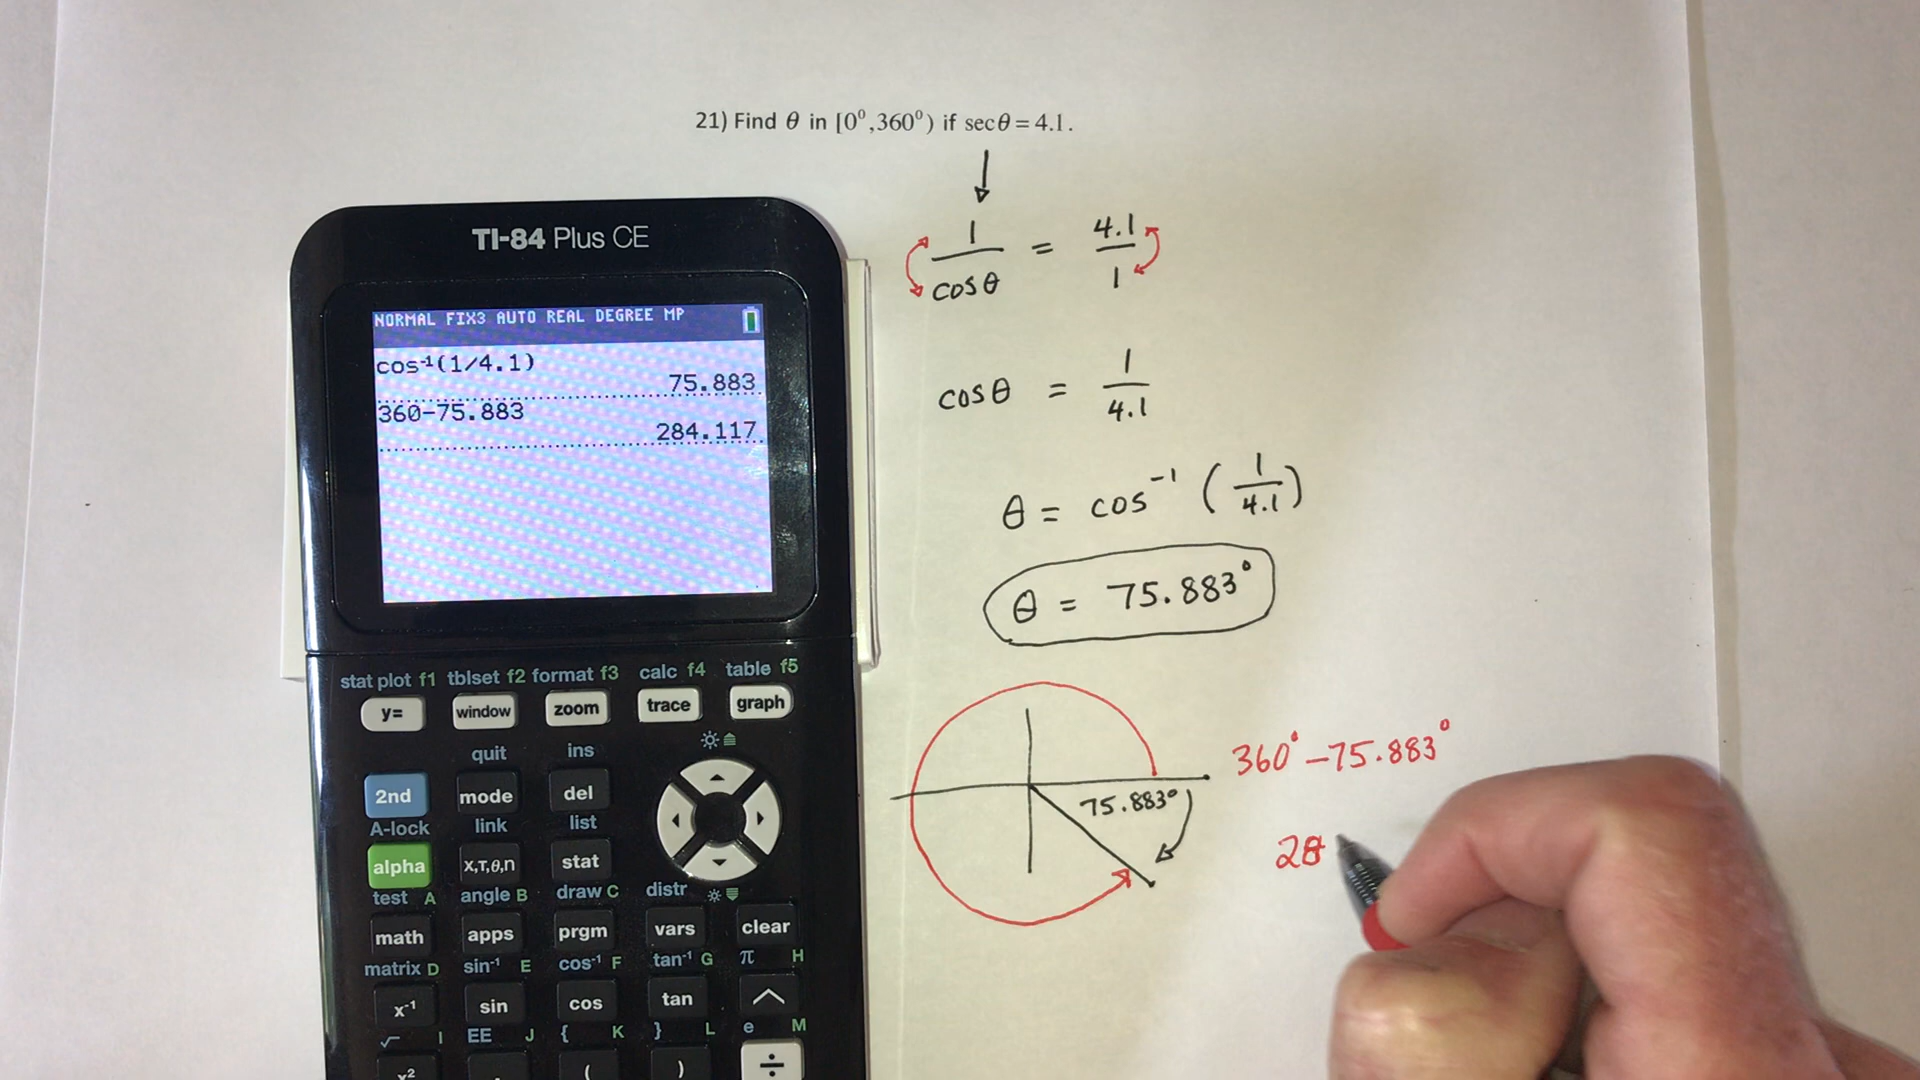 21) Find θ in [0⁰,360⁰) if secθ = 4.1.
1/cosθ = 4.1/1
cosθ = 1/4.1
θ = cos⁻¹ (1/4.1)
θ = 75.883°
75.883°
360° – 75.883°
28
TI-84 Plus CE
NORMAL FIX3 AUTO REAL DEGREE MP
cos⁻¹(1/4.1)
75.883
360-75.883
284.117
stat plot f1 tblset f2 format f3 calc f4 table f5
y= window zoom trace graph
quit ins
2nd mode del
A-lock link list
alpha x,T,θ,n stat
test A angle B draw C distr
math apps prgm vars clear
matrix D sin⁻¹ E cos⁻¹ F tan⁻¹ G π H
x⁻¹ sin cos tan ^
√ I EE J { K } L e M
x² , ( ) ÷